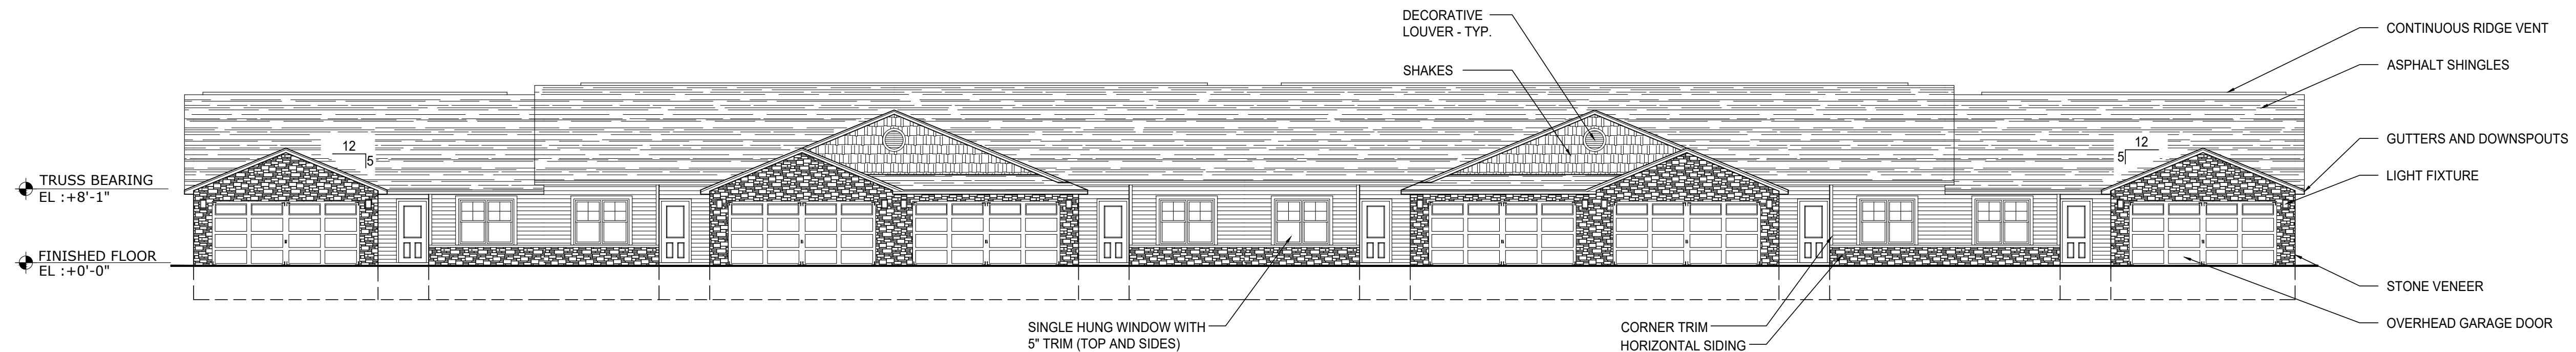 DECORATIVE
LOUVER - TYP.
SHAKES
CONTINUOUS RIDGE VENT
ASPHALT SHINGLES
12
5
12
5
GUTTERS AND DOWNSPOUTS
LIGHT FIXTURE
TRUSS BEARING
EL :+8'-1"
FINISHED FLOOR
EL :+0'-0"
STONE VENEER
OVERHEAD GARAGE DOOR
SINGLE HUNG WINDOW WITH
5" TRIM (TOP AND SIDES)
CORNER TRIM
HORIZONTAL SIDING